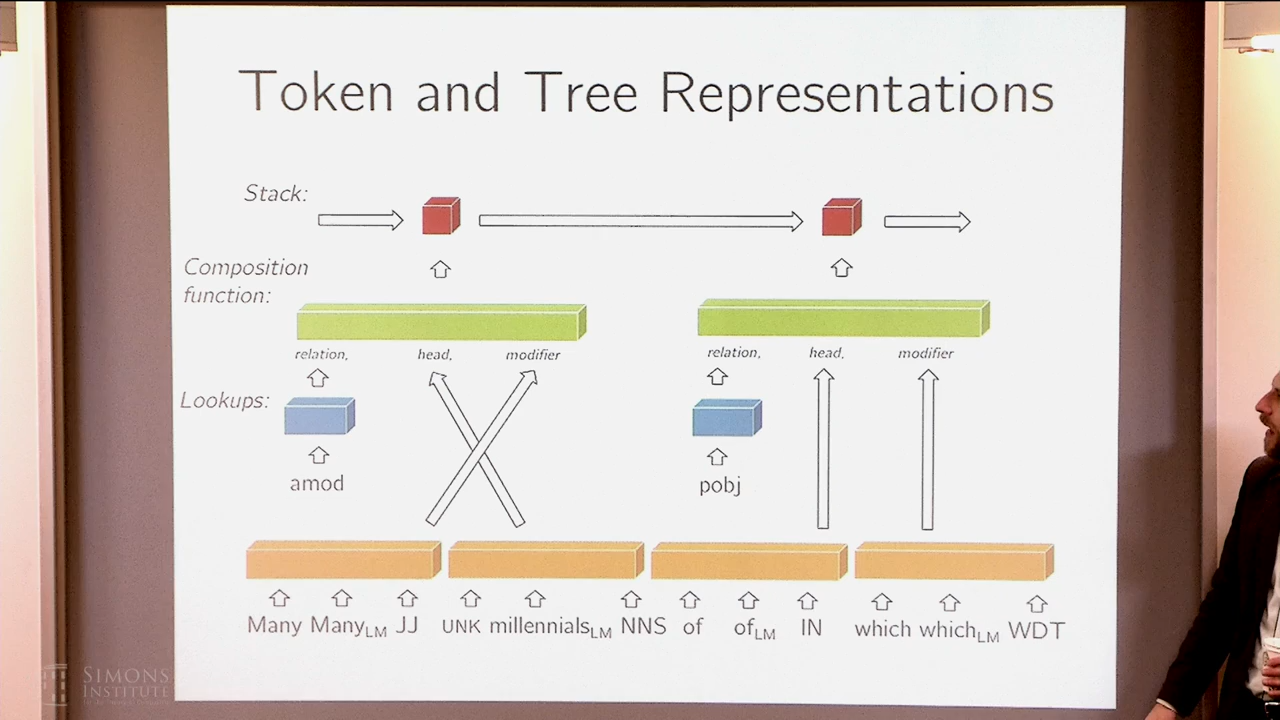 Token and Tree Representations
Stack:
Composition
function:
relation, head, modifier relation, head, modifier
Lookups:
amod pobj
Many ManyLM JJ UNK millennialsLM NNS of ofLM IN which whichLM WDT
SIMONS
INSTITUTE